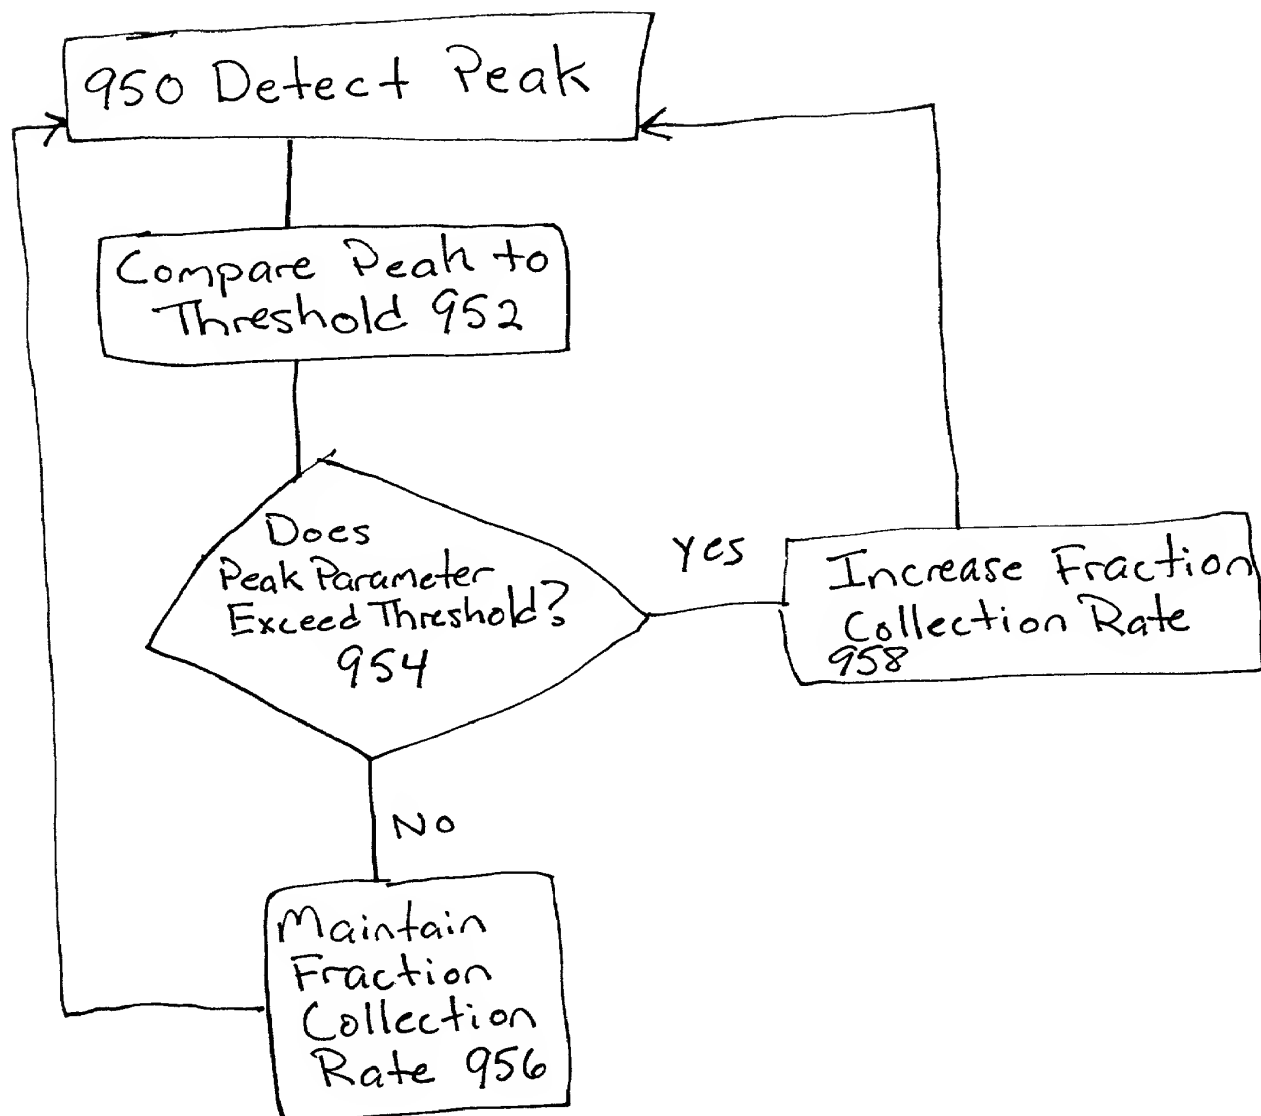 950 Detect Peak
Compare Peak to
Threshold 952
Does
Peak Parameter
Exceed Threshold?
954
Yes
Increase Fraction
Collection Rate
958
No
Maintain
Fraction
Collection
Rate 956